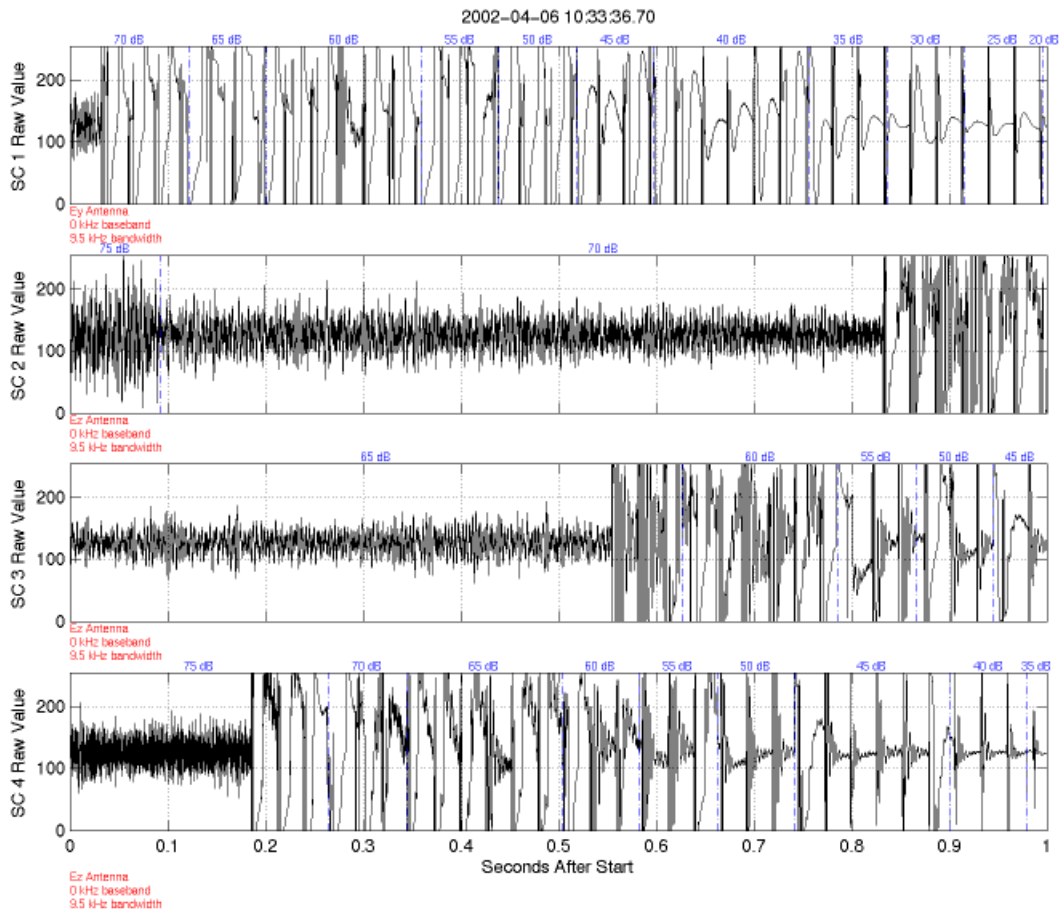 2002-04-06 10:33:36.70
70 dB 65 dB 60 dB 55 dB 50 dB 45 dB 40 dB 35 dB 30 dB 25 dB 20 dB
SC 1 Raw Value
200
100
0
Ey Antenna
0 kHz baseband
9.5 kHz bandwidth
75 dB 70 dB
SC 2 Raw Value
200
100
0
Ez Antenna
0 kHz baseband
9.5 kHz bandwidth
65 dB 60 dB 55 dB 50 dB 45 dB
SC 3 Raw Value
200
100
0
Ez Antenna
0 kHz baseband
9.5 kHz bandwidth
75 dB 70 dB 65 dB 60 dB 55 dB 50 dB 45 dB 40 dB 35 dB
SC 4 Raw Value
200
100
0
0 0.1 0.2 0.3 0.4 0.5 0.6 0.7 0.8 0.9 1
Seconds After Start
Ez Antenna
0 kHz baseband
9.5 kHz bandwidth